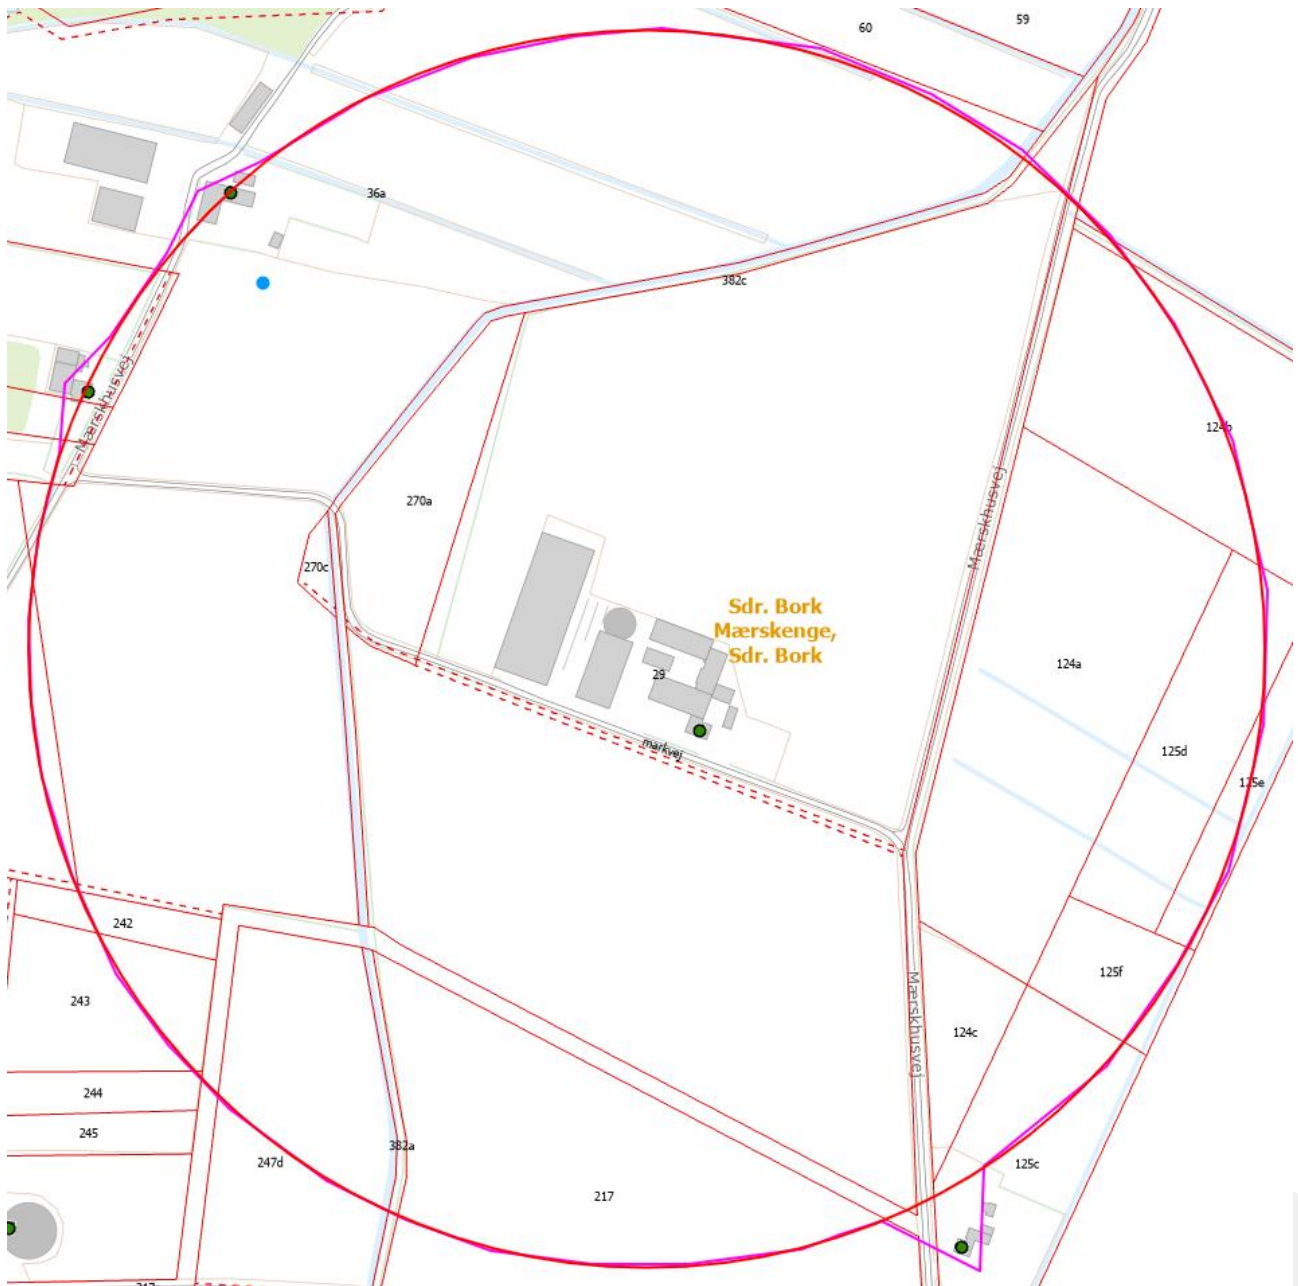 59
60
36a
382c
Mærskhusvej
124b
270a
Mærskhusvej
270c
Sdr. Bork
Mærskenge,
Sdr. Bork
124a
29
markvej
125d
125e
242
125f
243
Mærskhusvej
124c
244
245
382a
247d
125c
217